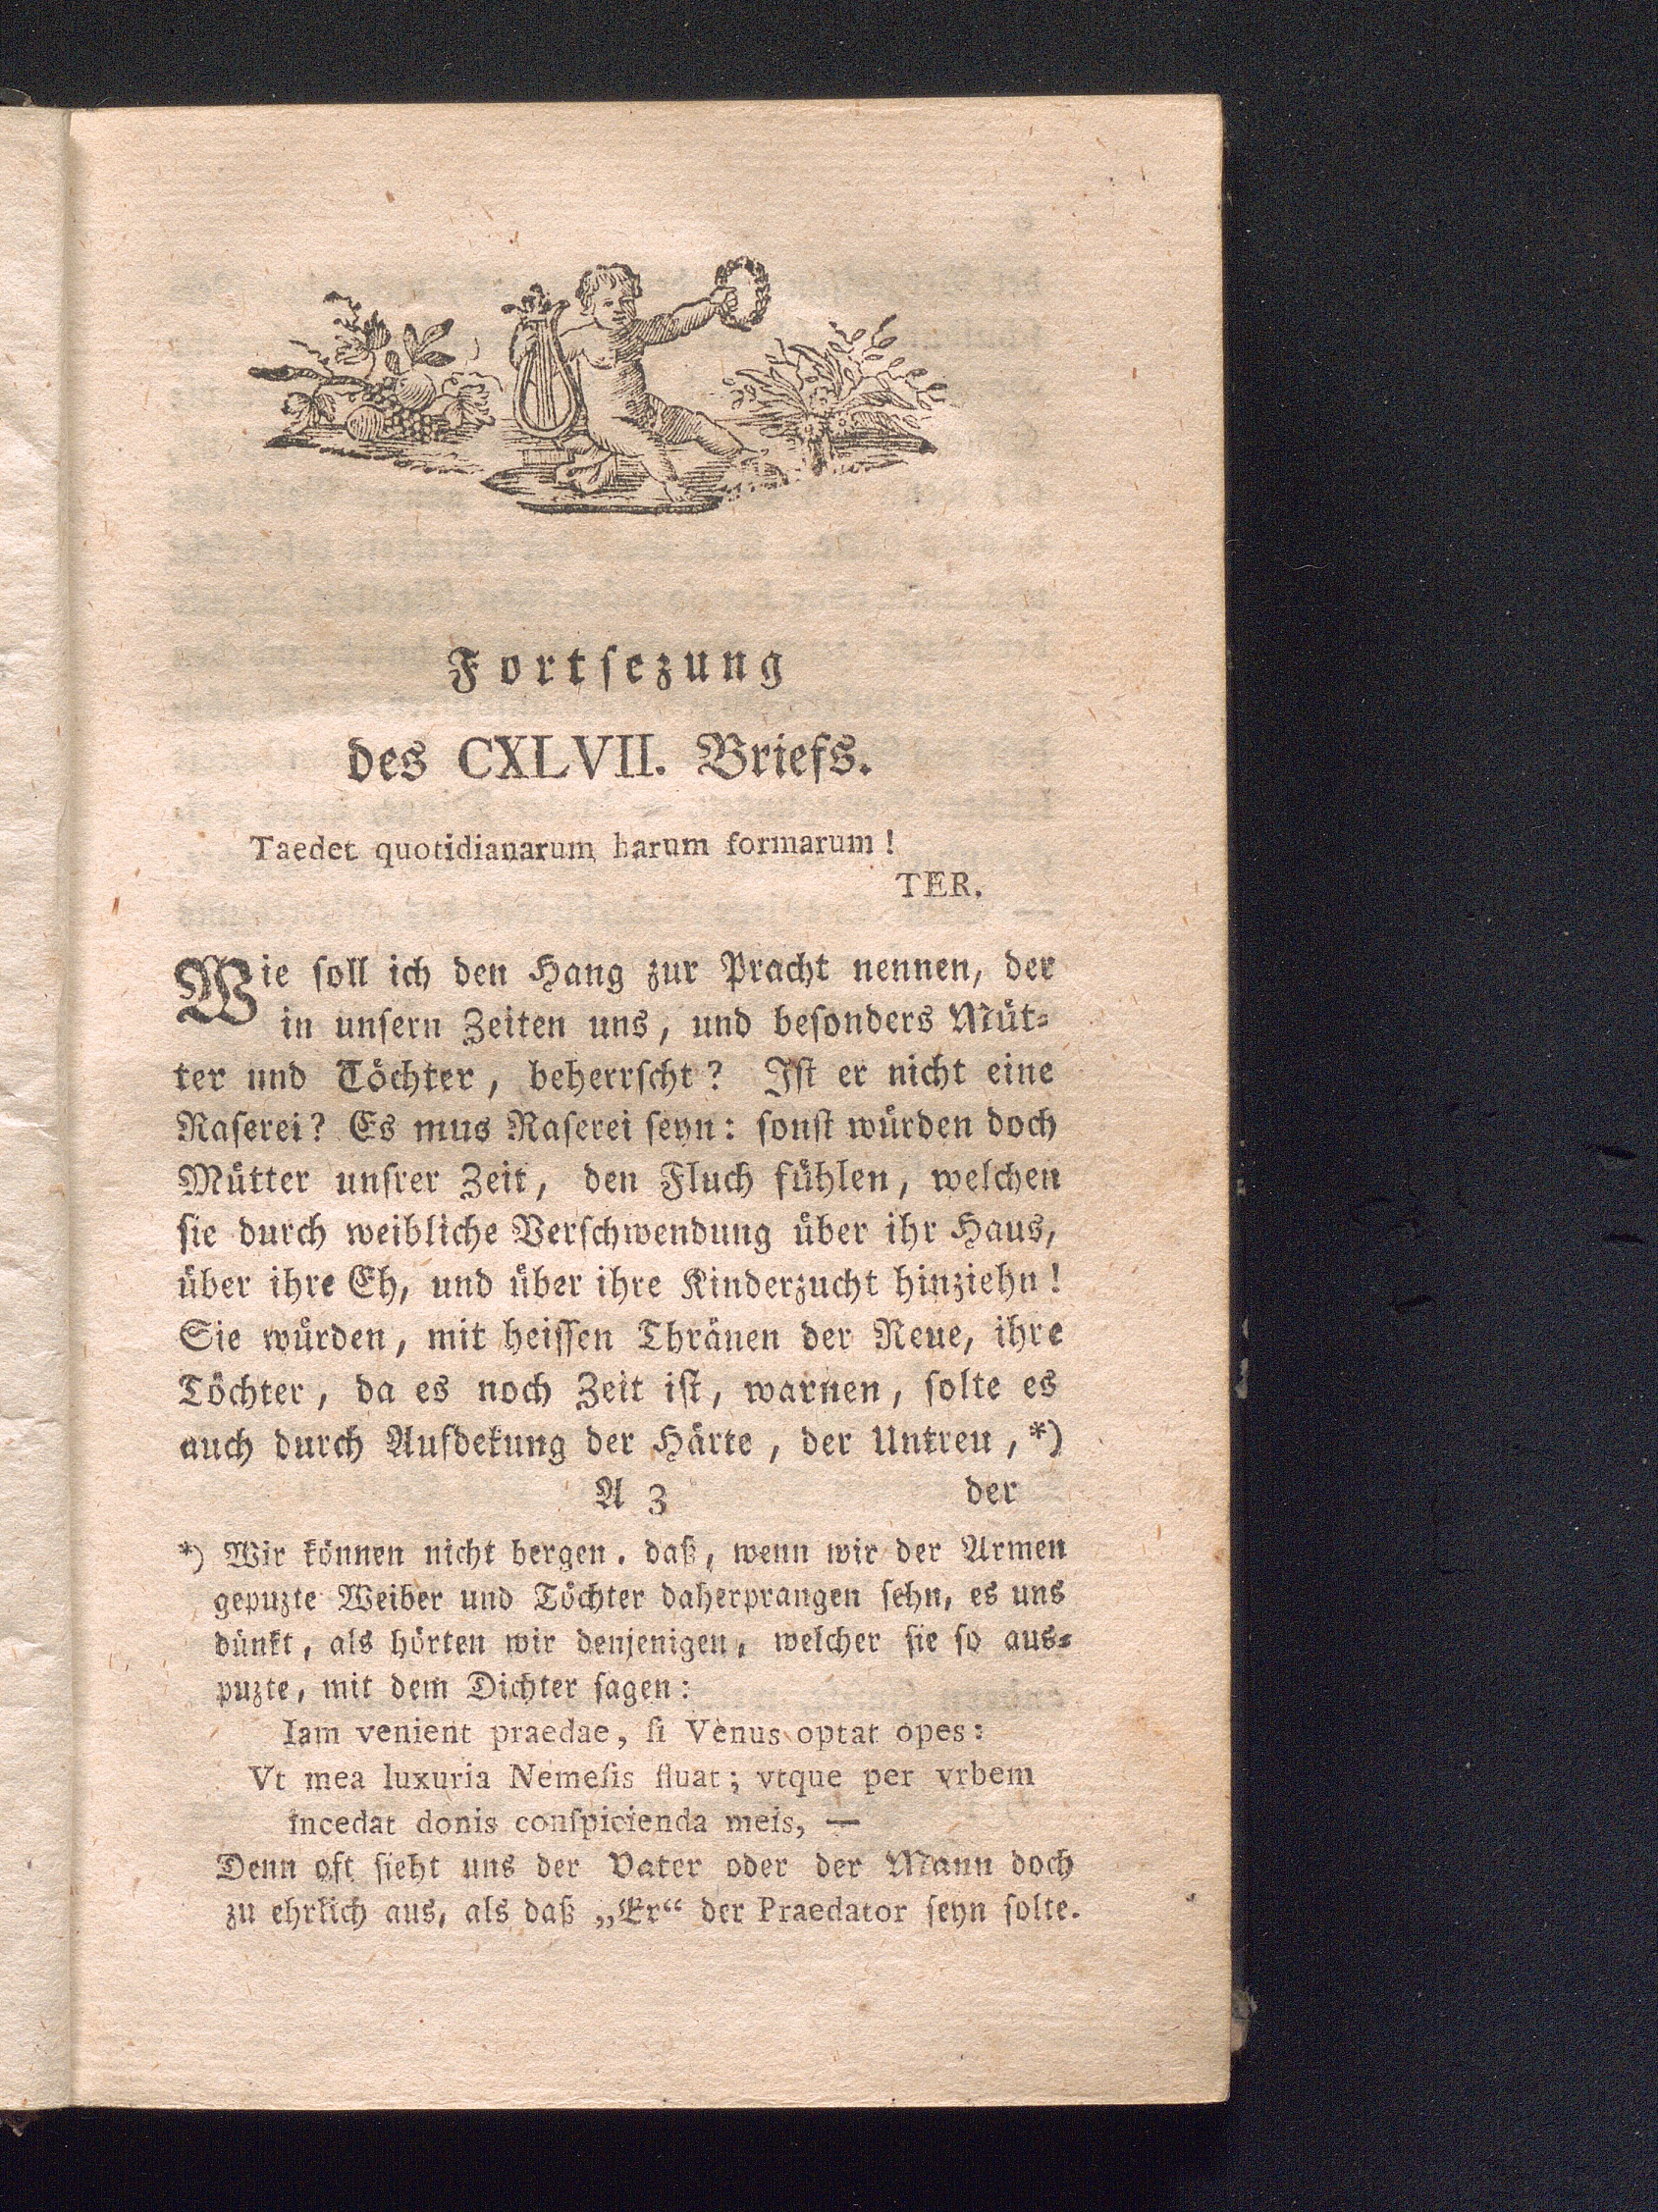 Fortſezung
des CXLVII. Briefs.
Taedet quotidianarum harum formarum!
TER.
Wie ſoll ich den Hang zur Pracht nennen, der
in unſern Zeiten uns, und beſonders Müt⸗
ter und Töchter, beherrſcht? Iſt er nicht eine
Raſerei? Es mus Raſerei ſeyn: ſonſt würden doch
Mütter unſrer Zeit, den Fluch fühlen, welchen
ſie durch weibliche Verſchwendung über ihr Haus,
über ihre Eh, und über ihre Kinderzucht hinziehn!
Sie würden, mit heiſſen Thränen der Reue, ihre
Töchter, da es noch Zeit iſt, warnen, ſolte es
auch durch Aufdekung der Härte, der Untreu, *)
A 3 der
*) Wir können nicht bergen. daß, wenn wir der Armen
gepuzte Weiber und Töchter daherprangen ſehn, es uns
dünkt, als hörten wir denjenigen, welcher ſie ſo aus⸗
puzte, mit dem Dichter ſagen:
Iam venient praedae, ſi Venus optat opes:
Vt mea luxuria Nemeſis fluat; vtque per vrbem
incedat donis conſpicienda meis, —
Denn oft ſieht uns der Vater oder der Mann doch
zu ehrlich aus, als daß „Er“ der Praedator ſeyn ſolte.